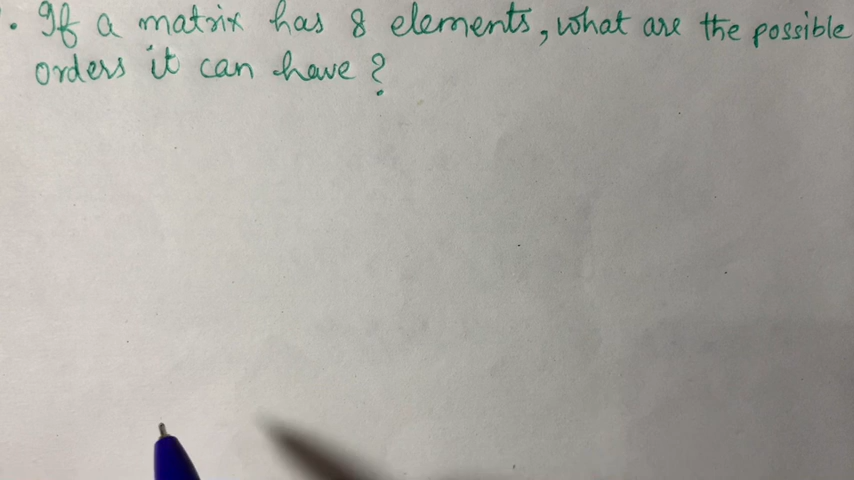 . If a matrix has 8 elements, what are the possible
orders it can have ?